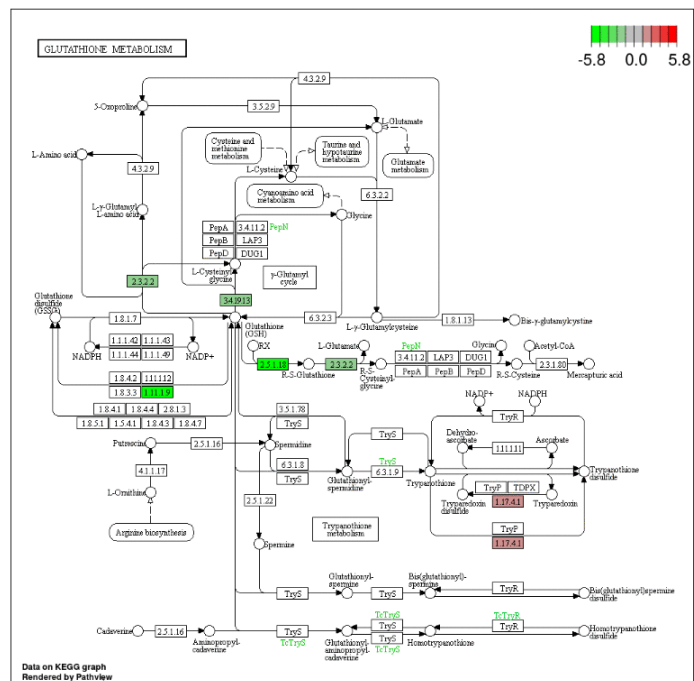 GLUTATHIONE METABOLISM
-5.8 0.0 5.8
4.3.2.9
5-Oxoproline
3.5.2.9
L-Glutamate
L-Amino acid
4.3.2.9
Cysteine and
methionine
metabolism
Taurine and
hypotaurine
metabolism
Glutamate
metabolism
L-Cysteine
Cyanoamino acid
metabolism
6.3.2.2
L-γ-Glutamyl
L-amino acid
Glycine
PepA 3.4.11.2 PepN
PepB LAP3
PepD DUG1
L-Cysteinyl
glycine
γ-Glutamyl
cycle
2.3.2.2
3.4.19.13
Glutathione
disulfide
(GSSG)
1.8.1.7
6.3.2.3
L-γ-Glutamylcysteine
1.8.1.13
Bis-γ-glutamylcystine
Glutathione
(GSH)
1.1.1.42 1.1.1.43
1.1.1.44 1.1.1.49
NADPH
NADP+
RX
L-Glutamate
PepN
Glycine
Acetyl-CoA
2.5.1.18
R-S-Glutathione
2.3.2.2
R-S-
Cysteinyl-
glycine
3.4.11.2 LAP3 DUG1
PepA PepB PepD
R-S-Cysteine
2.3.1.80
Mercapturic acid
1.8.4.2 1.11.1.12
1.8.3.3 1.11.1.9
1.8.4.1 1.8.4.4 2.8.1.3
1.8.5.1 1.5.4.1 1.8.4.3 1.8.4.7
3.5.1.78
TryS
NADP+
NADPH
TryR
Putrescine
2.5.1.16
Spermidine
TryS
Dehydro-
ascorbate
Ascorbate
1.11.1.11
4.1.1.17
6.3.1.8
TryS
Glutathionyl-
spermidine
TryS
6.3.1.9
Trypanothione
Trypanothione
disulfide
L-Ornithine
2.5.1.22
TryP TDPX
Tryparedoxin
disulfide
1.17.4.1
Tryparedoxin
Arginine biosynthesis
Trypanothione
metabolism
TryP
1.17.4.1
Spermine
Glutathionyl-
spermine
Bis(glutathionyl)-
spermine
TryS
TryS
TryR
Bis(glutathionyl)spermine
disulfide
TcTryS
TcTryR
Cadaverine
2.5.1.16
Aminopropyl-
cadaverine
TryS
TcTryS
Glutathionyl-
aminopropyl-
cadaverine
TryS
TryS
TcTryS
Homotrypanothione
TryR
Homotrypanothione
disulfide
Data on KEGG graph
Rendered by Pathview